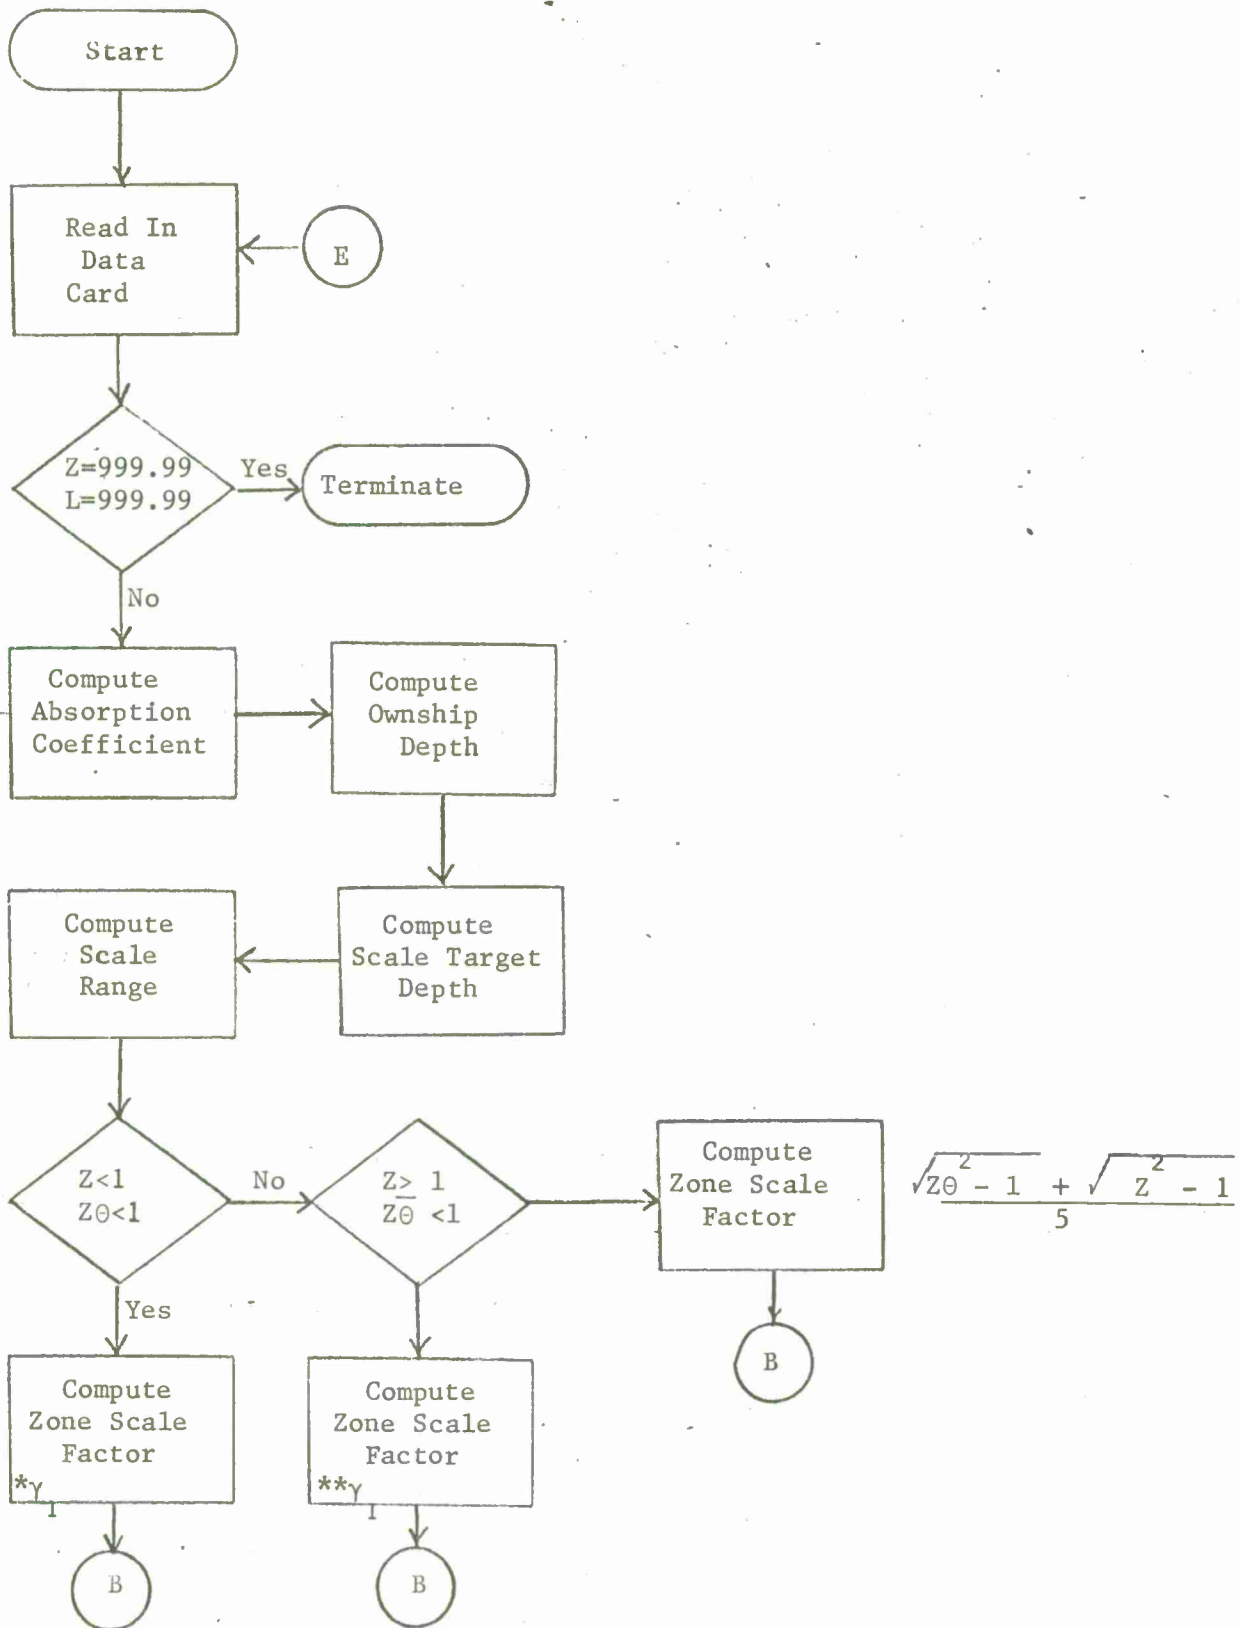 Start
Read In
Data
Card
E
Z=999.99
L=999.99
Yes
Terminate
No
Compute
Absorption
Coefficient
Compute
Ownship
Depth
Compute
Scale
Range
Compute
Scale Target
Depth
Z<1
Zθ<1
No
Z≥ 1
Zθ <1
Compute
Zone Scale
Factor
√Zθ² - 1 + √Z² - 1
5
Yes
B
Compute
Zone Scale
Factor
*γ₁
Compute
Zone Scale
Factor
**γ₁
B
B